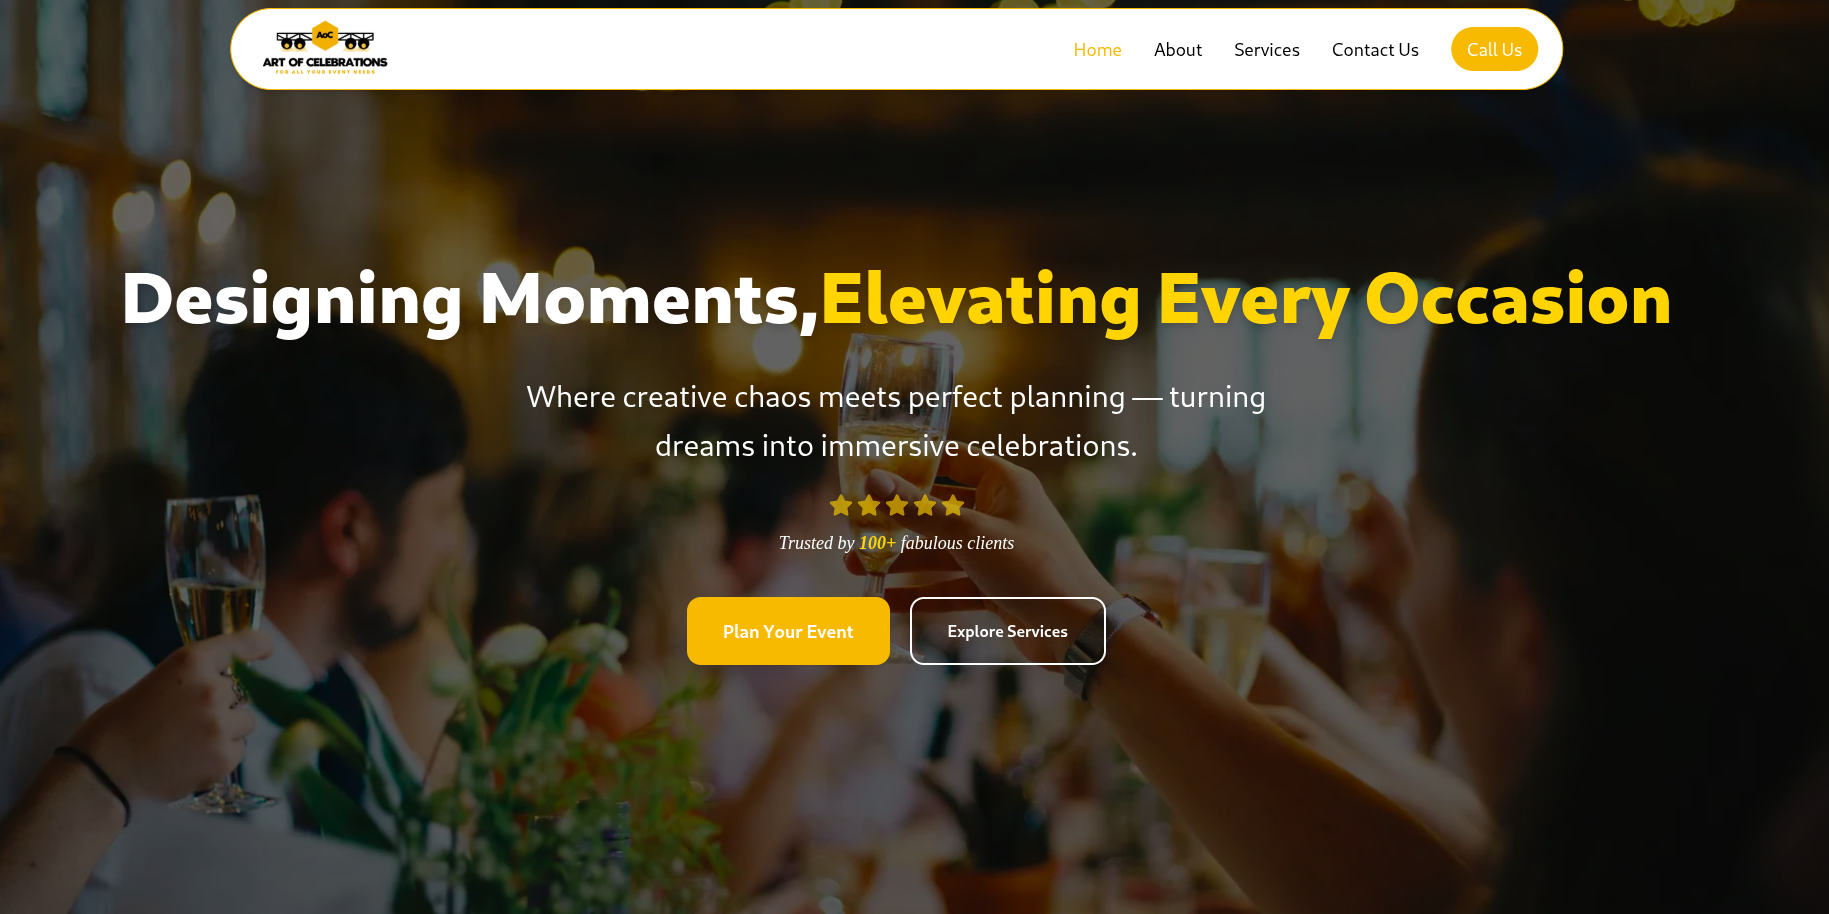 AoC
ART OF CELEBRATIONS
FOR ALL YOUR EVENT NEEDS
Home About Services Contact Us Call Us
Designing Moments,Elevating Every Occasion
Where creative chaos meets perfect planning — turning
dreams into immersive celebrations.
Trusted by 100+ fabulous clients
Plan Your Event Explore Services